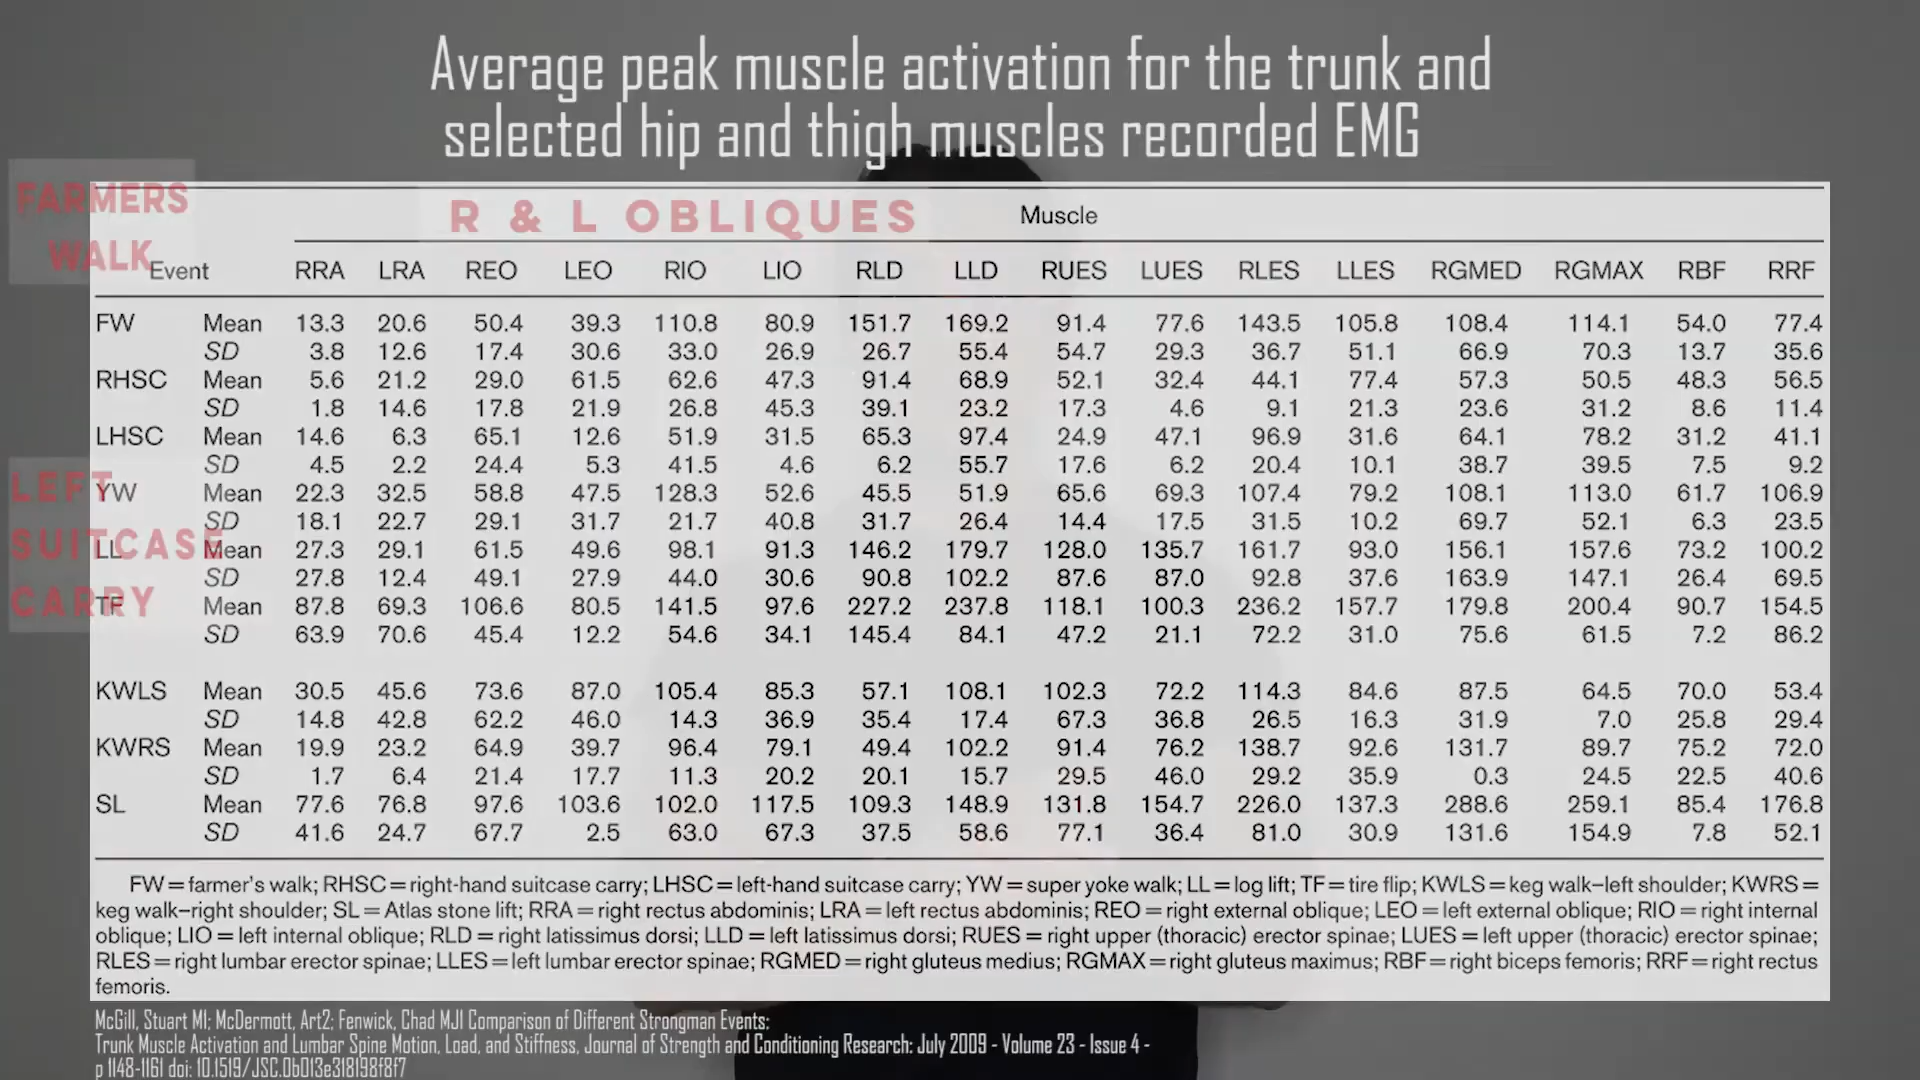 Average peak muscle activation for the trunk and
selected hip and thigh muscles recorded EMG
FARMERS
WALK
R & L OBLIQUES
Muscle
Event RRA LRA REO LEO RIO LIO RLD LLD RUES LUES RLES LLES RGMED RGMAX RBF RRF
FW Mean 13.3 20.6 50.4 39.3 110.8 80.9 151.7 169.2 91.4 77.6 143.5 105.8 108.4 114.1 54.0 77.4
SD 3.8 12.6 17.4 30.6 33.0 26.9 26.7 55.4 54.7 29.3 36.7 51.1 66.9 70.3 13.7 35.6
RHSC Mean 5.6 21.2 29.0 61.5 62.6 47.3 91.4 68.9 52.1 32.4 44.1 77.4 57.3 50.5 48.3 56.5
SD 1.8 14.6 17.8 21.9 26.8 45.3 39.1 23.2 17.3 4.6 9.1 21.3 23.6 31.2 8.6 11.4
LHSC Mean 14.6 6.3 65.1 12.6 51.9 31.5 65.3 97.4 24.9 47.1 96.9 31.6 64.1 78.2 31.2 41.1
SD 4.5 2.2 24.4 5.3 41.5 4.6 6.2 55.7 17.6 6.2 20.4 10.1 38.7 39.5 7.5 9.2
LEFT
SUITCASE
CARRY
YW Mean 22.3 32.5 58.8 47.5 128.3 52.6 45.5 51.9 65.6 69.3 107.4 79.2 108.1 113.0 61.7 106.9
SD 18.1 22.7 29.1 31.7 21.7 40.8 31.7 26.4 14.4 17.5 31.5 10.2 69.7 52.1 6.3 23.5
LL Mean 27.3 29.1 61.5 49.6 98.1 91.3 146.2 179.7 128.0 135.7 161.7 93.0 156.1 157.6 73.2 100.2
SD 27.8 12.4 49.1 27.9 44.0 30.6 90.8 102.2 87.6 87.0 92.8 37.6 163.9 147.1 26.4 69.5
TF Mean 87.8 69.3 106.6 80.5 141.5 97.6 227.2 237.8 118.1 100.3 236.2 157.7 179.8 200.4 90.7 154.5
SD 63.9 70.6 45.4 12.2 54.6 34.1 145.4 84.1 47.2 21.1 72.2 31.0 75.6 61.5 7.2 86.2
KWLS Mean 30.5 45.6 73.6 87.0 105.4 85.3 57.1 108.1 102.3 72.2 114.3 84.6 87.5 64.5 70.0 53.4
SD 14.8 42.8 62.2 46.0 14.3 36.9 35.4 17.4 67.3 36.8 26.5 16.3 31.9 7.0 25.8 29.4
KWRS Mean 19.9 23.2 64.9 39.7 96.4 79.1 49.4 102.2 91.4 76.2 138.7 92.6 131.7 89.7 75.2 72.0
SD 1.7 6.4 21.4 17.7 11.3 20.2 20.1 15.7 29.5 46.0 29.2 35.9 0.3 24.5 22.5 40.6
SL Mean 77.6 76.8 97.6 103.6 102.0 117.5 109.3 148.9 131.8 154.7 226.0 137.3 288.6 259.1 85.4 176.8
SD 41.6 24.7 67.7 2.5 63.0 67.3 37.5 58.6 77.1 36.4 81.0 30.9 131.6 154.9 7.8 52.1
FW = farmer's walk; RHSC = right-hand suitcase carry; LHSC = left-hand suitcase carry; YW = super yoke walk; LL = log lift; TF = tire flip; KWLS = keg walk–left shoulder; KWRS =
keg walk–right shoulder; SL = Atlas stone lift; RRA = right rectus abdominis; LRA = left rectus abdominis; REO = right external oblique; LEO = left external oblique; RIO = right internal
oblique; LIO = left internal oblique; RLD = right latissimus dorsi; LLD = left latissimus dorsi; RUES = right upper (thoracic) erector spinae; LUES = left upper (thoracic) erector spinae;
RLES = right lumbar erector spinae; LLES = left lumbar erector spinae; RGMED = right gluteus medius; RGMAX = right gluteus maximus; RBF = right biceps femoris; RRF = right rectus
femoris.
McGill, Stuart M1; McDermott, Art2; Fenwick, Chad MJ1 Comparison of Different Strongman Events:
Trunk Muscle Activation and Lumbar Spine Motion, Load, and Stiffness, Journal of Strength and Conditioning Research: July 2009 - Volume 23 - Issue 4 -
p 1148-1161 doi: 10.1519/JSC.0b013e318198f8f7